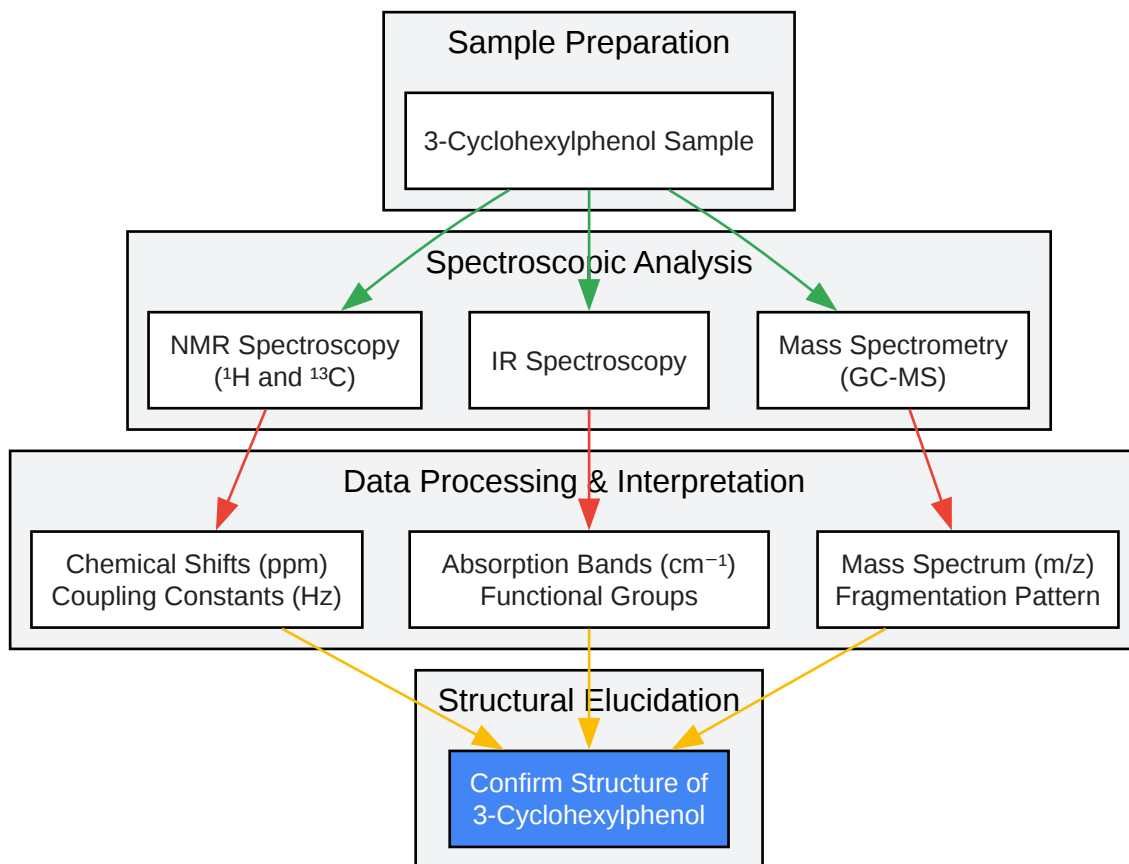 Sample Preparation
3-Cyclohexylphenol Sample
Spectroscopic Analysis
NMR Spectroscopy
(¹H and ¹³C)
IR Spectroscopy
Mass Spectrometry
(GC-MS)
Data Processing & Interpretation
Chemical Shifts (ppm)
Coupling Constants (Hz)
Absorption Bands (cm⁻¹)
Functional Groups
Mass Spectrum (m/z)
Fragmentation Pattern
Structural Elucidation
Confirm Structure of
3-Cyclohexylphenol